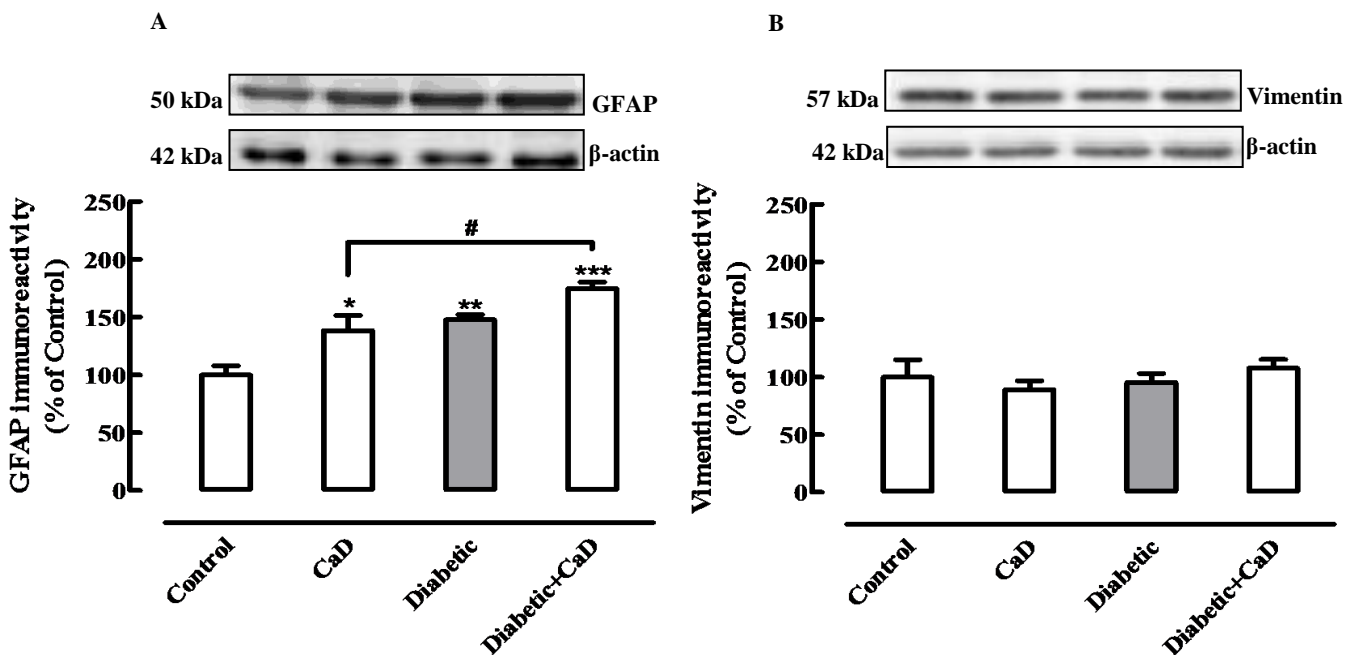 A
50 kDa
GFAP
42 kDa
β-actin
GFAP immunoreactivity
(% of Control)
250
200
150
100
50
0
#
*
**
***
Control
CaD
Diabetic
Diabetic+CaD
B
57 kDa
Vimentin
42 kDa
β-actin
Vimentin immunoreactivity
(% of Control)
250
200
150
100
50
0
Control
CaD
Diabetic
Diabetic+CaD